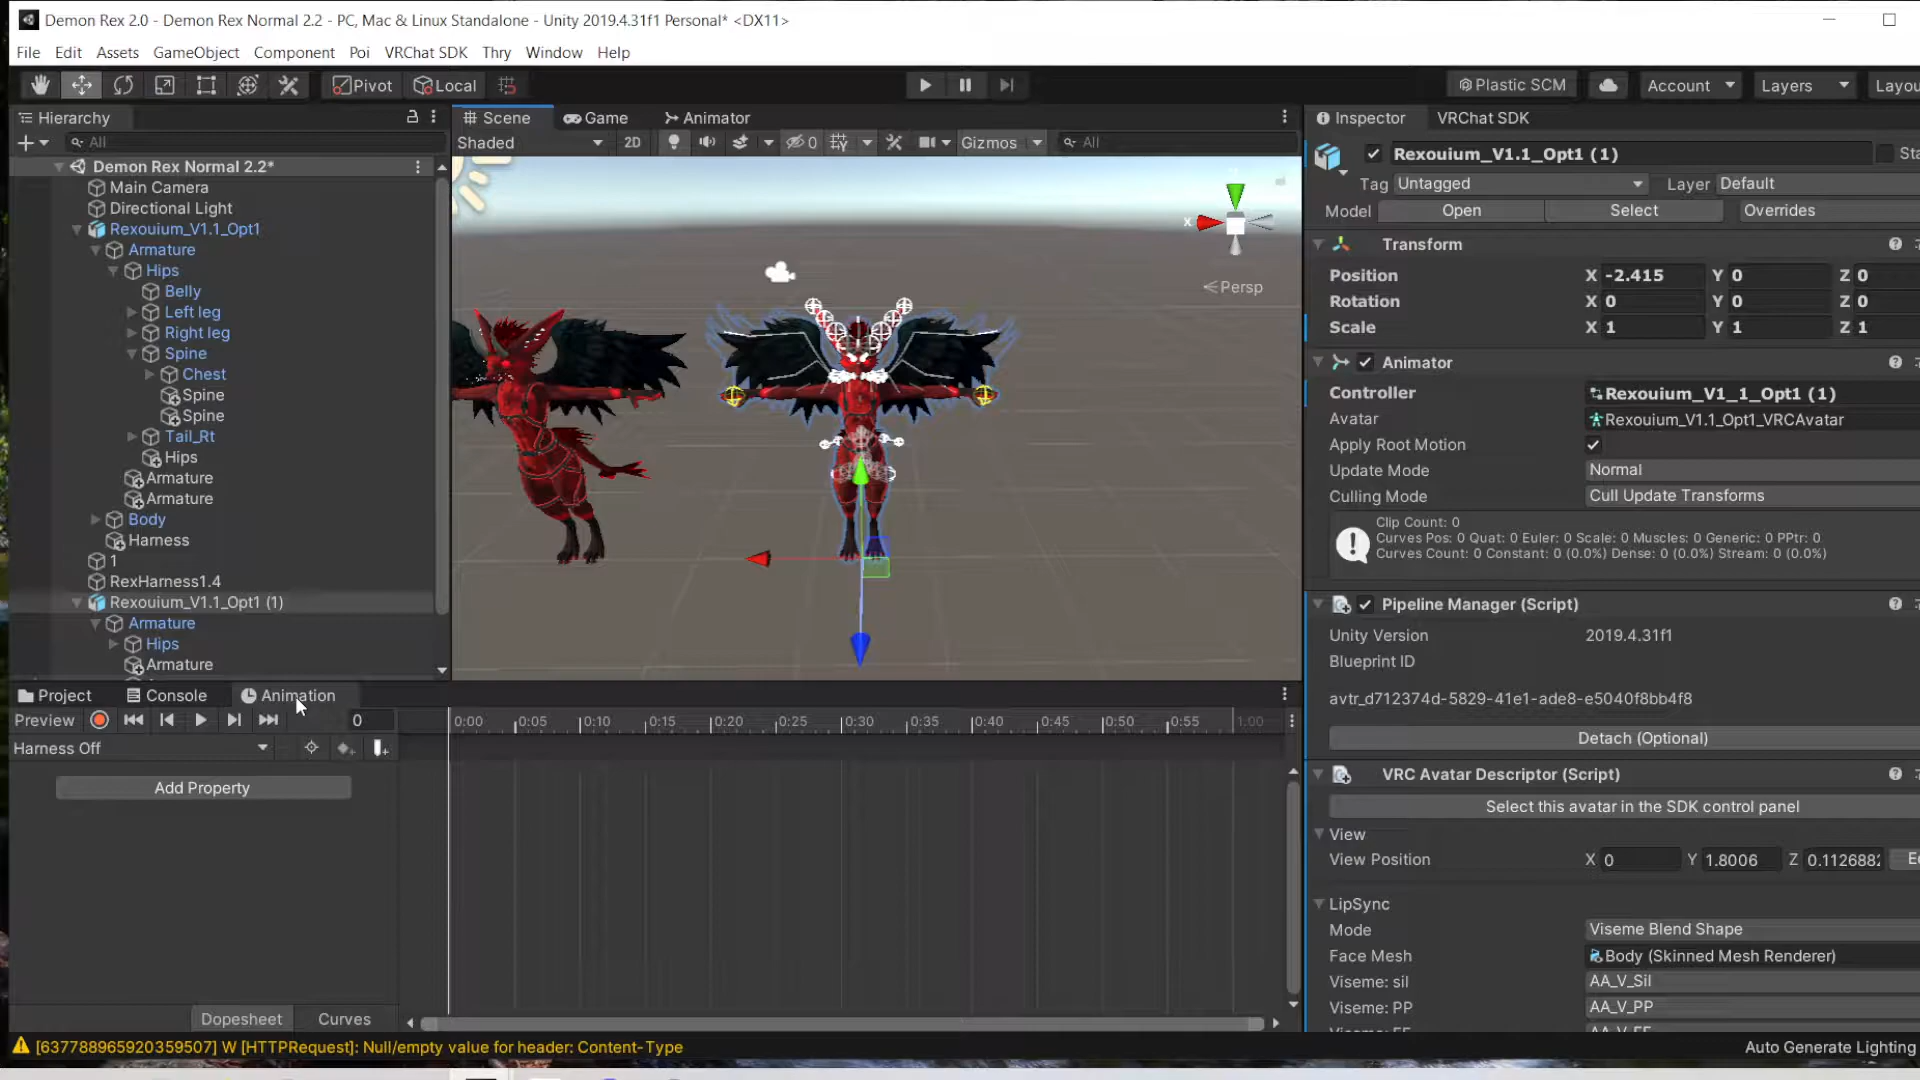 Demon Rex 2.0 - Demon Rex Normal 2.2 - PC, Mac & Linux Standalone - Unity 2019.4.31f1 Personal* <DX11>
File Edit Assets GameObject Component Poi VRChat SDK Thry Window Help
Pivot Local Plastic SCM Account Layers Layou
Hierarchy
All
Demon Rex Normal 2.2*
Main Camera
Directional Light
Rexouium_V1.1_Opt1
Armature
Hips
Belly
Left leg
Right leg
Spine
Chest
Spine
Spine
Tail_Rt
Hips
Armature
Armature
Body
Harness
1
RexHarness1.4
Rexouium_V1.1_Opt1 (1)
Armature
Hips
Armature
Scene Game Animator
Shaded 2D 0 Gizmos All
X
Persp
Inspector VRChat SDK
Rexouium_V1.1_Opt1 (1) Sta
Tag Untagged Layer Default
Model Open Select Overrides
Transform
Position X -2.415 Y 0 Z 0
Rotation X 0 Y 0 Z 0
Scale X 1 Y 1 Z 1
Animator
Controller Rexouium_V1_1_Opt1 (1)
Avatar Rexouium_V1.1_Opt1_VRCAvatar
Apply Root Motion
Update Mode Normal
Culling Mode Cull Update Transforms
Clip Count: 0
Curves Pos: 0 Quat: 0 Euler: 0 Scale: 0 Muscles: 0 Generic: 0 PPtr: 0
Curves Count: 0 Constant: 0 (0.0%) Dense: 0 (0.0%) Stream: 0 (0.0%)
Pipeline Manager (Script)
Unity Version 2019.4.31f1
Blueprint ID
avtr_d712374d-5829-41e1-ade8-e5040f8bb4f8
Detach (Optional)
VRC Avatar Descriptor (Script)
Select this avatar in the SDK control panel
View
View Position X 0 Y 1.8006 Z 0.1126882
LipSync
Mode Viseme Blend Shape
Face Mesh Body (Skinned Mesh Renderer)
Viseme: sil AA_V_Sil
Viseme: PP AA_V_PP
Project Console Animation
Preview 0 0:00 0:05 0:10 0:15 0:20 0:25 0:30 0:35 0:40 0:45 0:50 0:55 1:00
Harness Off
Add Property
Dopesheet Curves
[637788965920359507] W [HTTPRequest]: Null/empty value for header: Content-Type
Auto Generate Lighting